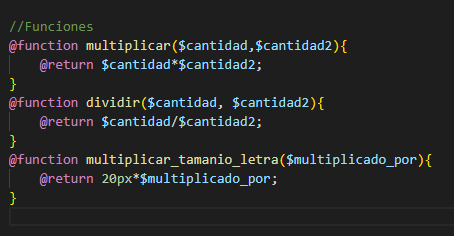 //Funciones
@function multiplicar($cantidad,$cantidad2){
    @return $cantidad*$cantidad2;
}
@function dividir($cantidad, $cantidad2){
    @return $cantidad/$cantidad2;
}
@function multiplicar_tamanio_letra($multiplicado_por){
    @return 20px*$multiplicado_por;
}